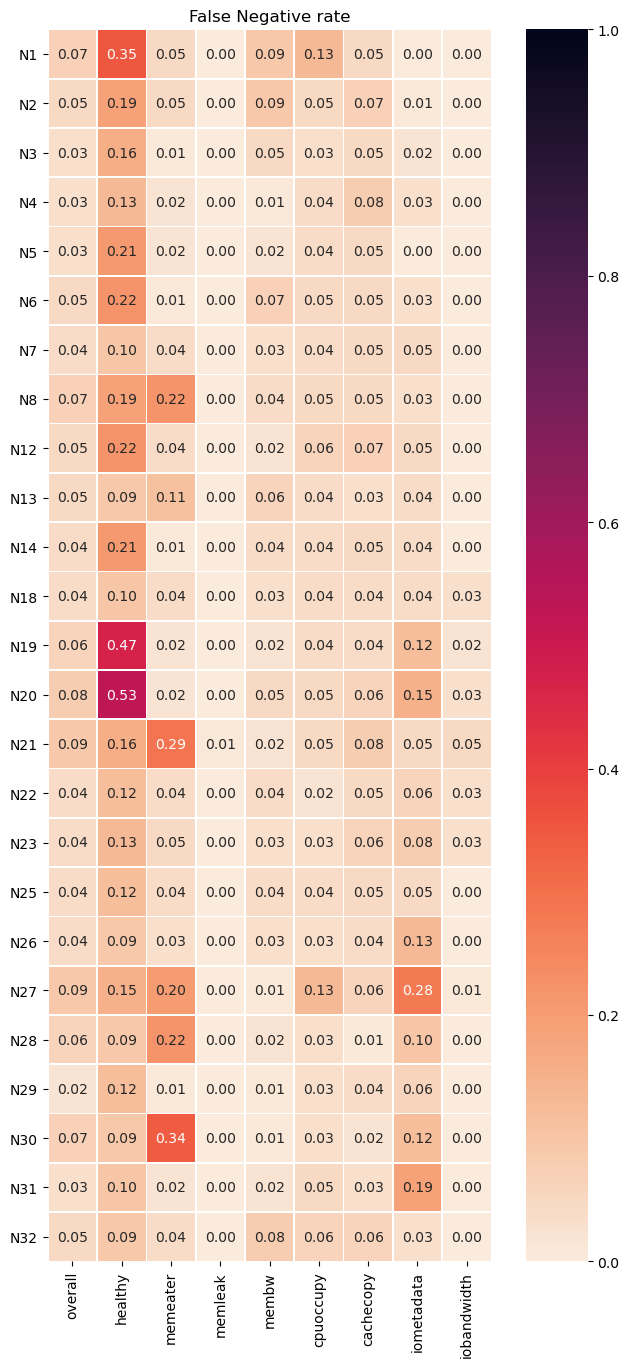 False Negative rate
N1 0.07 0.35 0.05 0.00 0.09 0.13 0.05 0.00 0.00
N2 0.05 0.19 0.05 0.00 0.09 0.05 0.07 0.01 0.00
N3 0.03 0.16 0.01 0.00 0.05 0.03 0.05 0.02 0.00
N4 0.03 0.13 0.02 0.00 0.01 0.04 0.08 0.03 0.00
N5 0.03 0.21 0.02 0.00 0.02 0.04 0.05 0.00 0.00
N6 0.05 0.22 0.01 0.00 0.07 0.05 0.05 0.03 0.00
N7 0.04 0.10 0.04 0.00 0.03 0.04 0.05 0.05 0.00
N8 0.07 0.19 0.22 0.00 0.04 0.05 0.05 0.03 0.00
N12 0.05 0.22 0.04 0.00 0.02 0.06 0.07 0.05 0.00
N13 0.05 0.09 0.11 0.00 0.06 0.04 0.03 0.04 0.00
N14 0.04 0.21 0.01 0.00 0.04 0.04 0.05 0.04 0.00
N18 0.04 0.10 0.04 0.00 0.03 0.04 0.04 0.04 0.03
N19 0.06 0.47 0.02 0.00 0.02 0.04 0.04 0.12 0.02
N20 0.08 0.53 0.02 0.00 0.05 0.05 0.06 0.15 0.03
N21 0.09 0.16 0.29 0.01 0.02 0.05 0.08 0.05 0.05
N22 0.04 0.12 0.04 0.00 0.04 0.02 0.05 0.06 0.03
N23 0.04 0.13 0.05 0.00 0.03 0.03 0.06 0.08 0.03
N25 0.04 0.12 0.04 0.00 0.04 0.04 0.05 0.05 0.00
N26 0.04 0.09 0.03 0.00 0.03 0.03 0.04 0.13 0.00
N27 0.09 0.15 0.20 0.00 0.01 0.13 0.06 0.28 0.01
N28 0.06 0.09 0.22 0.00 0.02 0.03 0.01 0.10 0.00
N29 0.02 0.12 0.01 0.00 0.01 0.03 0.04 0.06 0.00
N30 0.07 0.09 0.34 0.00 0.01 0.03 0.02 0.12 0.00
N31 0.03 0.10 0.02 0.00 0.02 0.05 0.03 0.19 0.00
N32 0.05 0.09 0.04 0.00 0.08 0.06 0.06 0.03 0.00
overall
healthy
memeater
memleak
membw
cpuoccupy
cachecopy
iometadata
iobandwidth
1.0
0.8
0.6
0.4
0.2
0.0